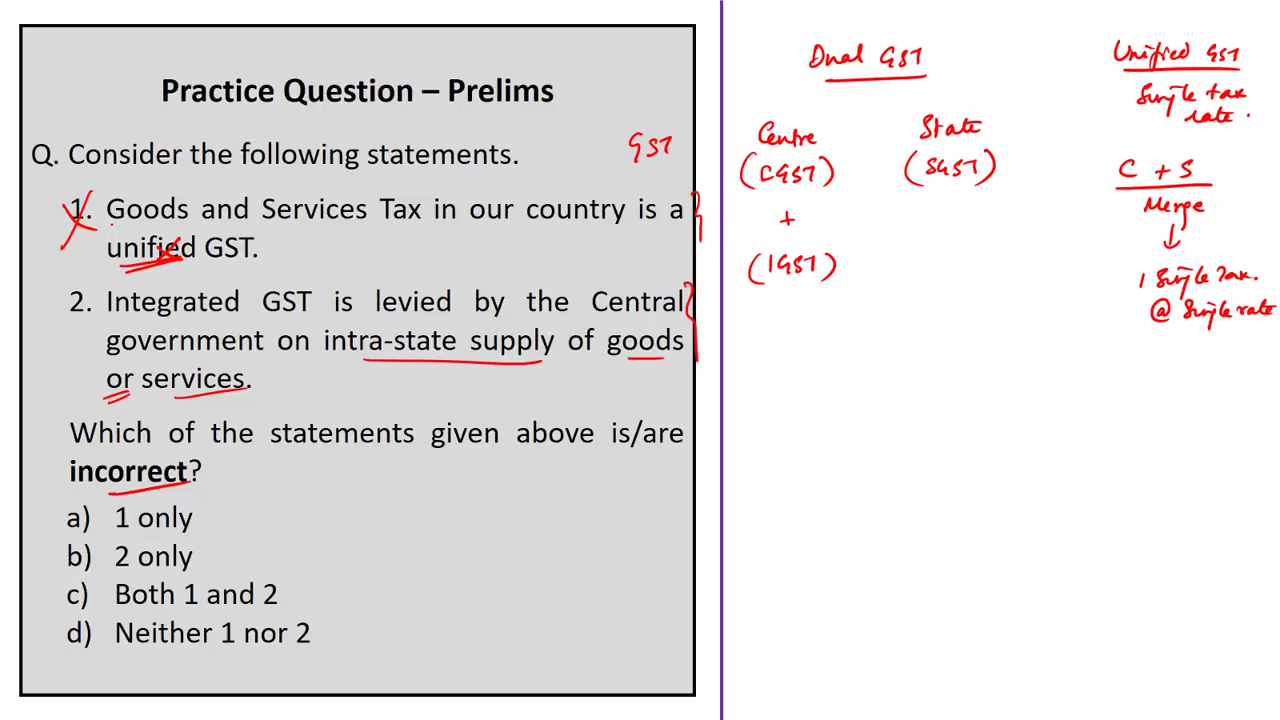 Practice Question – Prelims
Q. Consider the following statements.
GST
1. Goods and Services Tax in our country is a
unified GST.
2. Integrated GST is levied by the Central
government on intra-state supply of goods
or services.
Which of the statements given above is/are
incorrect?
a) 1 only
b) 2 only
c) Both 1 and 2
d) Neither 1 nor 2
Dual GST
Centre
(CGST)
+
(IGST)
State
(SGST)
Unified GST
Single tax
rate.
C + S
Merge
↓
1 Single Tax.
@ Single rate